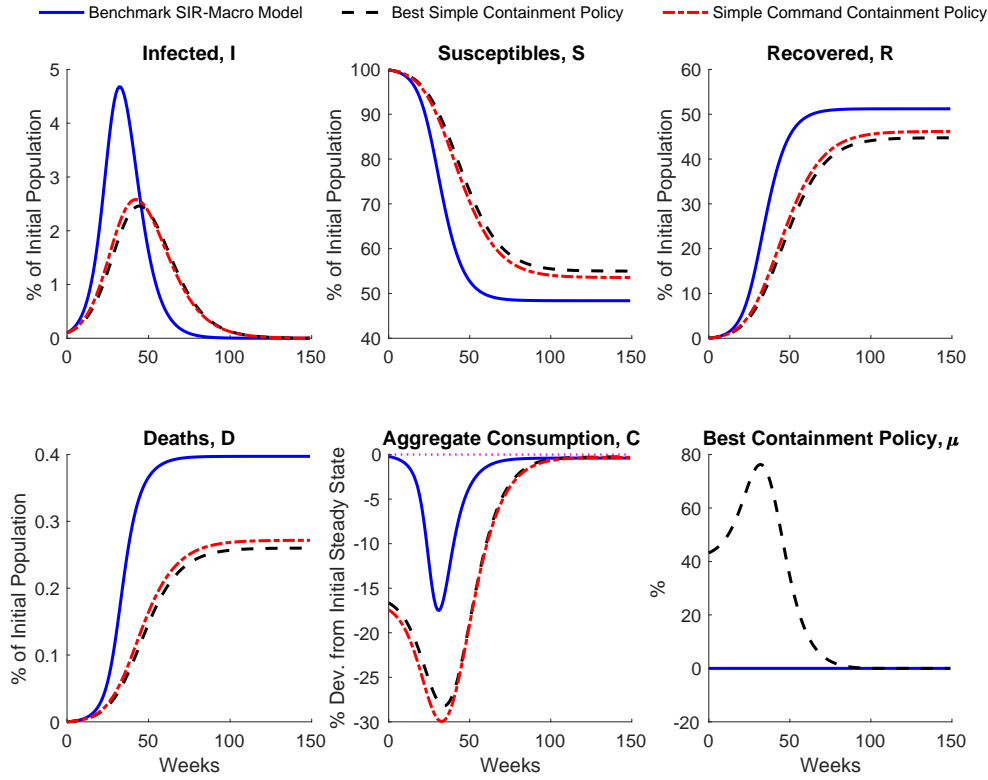 Benchmark SIR-Macro Model
Best Simple Containment Policy
Simple Command Containment Policy
Infected, I
% of Initial Population
5
4
3
2
1
0
0 50 100 150
Susceptibles, S
% of Initial Population
100
90
80
70
60
50
40
0 50 100 150
Recovered, R
% of Initial Population
60
50
40
30
20
10
0
0 50 100 150
Deaths, D
% of Initial Population
0.4
0.3
0.2
0.1
0
0 50 100 150
Weeks
Aggregate Consumption, C
% Dev. from Initial Steady State
0
-5
-10
-15
-20
-25
-30
0 50 100 150
Weeks
Best Containment Policy, μ
%
80
60
40
20
0
-20
0 50 100 150
Weeks